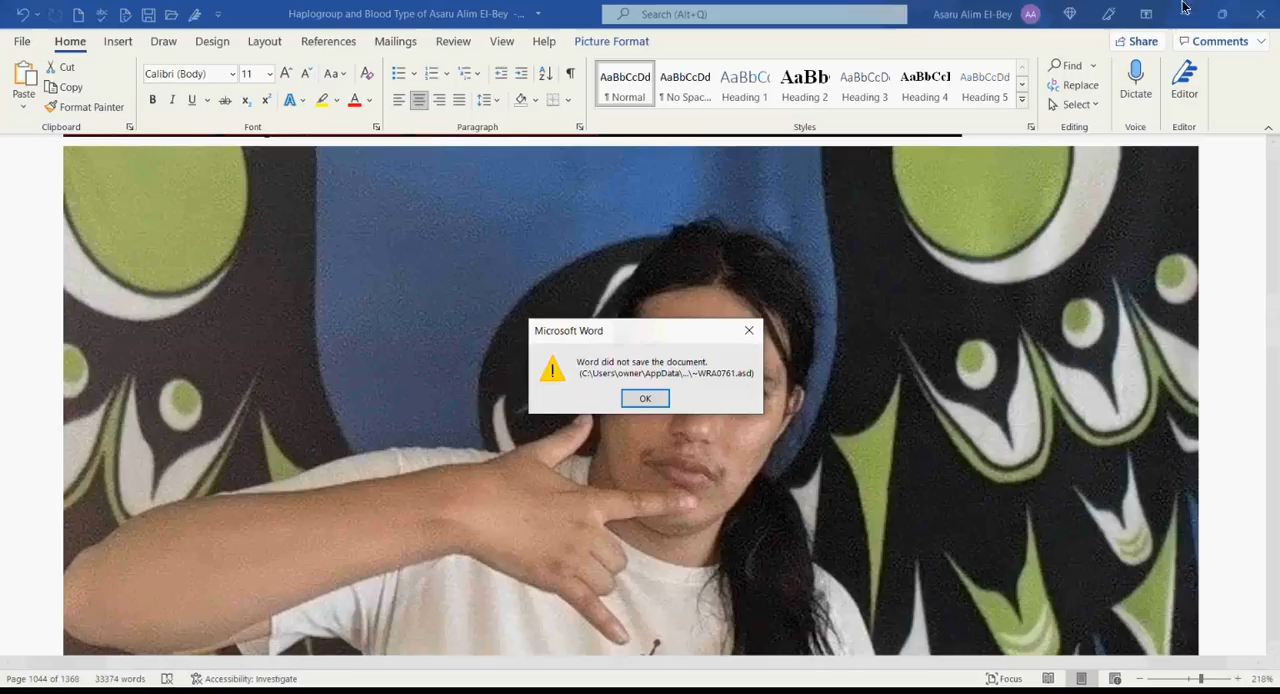 Haplogroup and Blood Type of Asaru Alim El-Bey -...
Search (Alt+Q)
Asaru Alim El-Bey AA
File Home Insert Draw Design Layout References Mailings Review View Help Picture Format Share Comments
Paste Cut Copy Format Painter
Calibri (Body) 11
AaBbCcDd AaBbCcDd AaBbCc AaBb AaBbCcDd AaBbCcI AaBbCcDd
¶ Normal ¶ No Spac... Heading 1 Heading 2 Heading 3 Heading 4 Heading 5
Find Replace Select
Dictate Editor
Clipboard Font Paragraph Styles Editing Voice Editor
Microsoft Word
Word did not save the document.
(C:\Users\owner\AppData\...\~WRA0761.asd)
OK
Page 1044 of 1368 33374 words Accessibility: Investigate Focus 218%